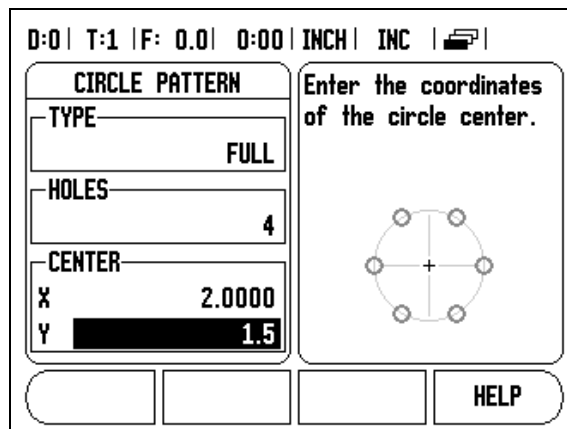 D:0 | T:1 | F: 0.0 | 0:00 | INCH | INC |
CIRCLE PATTERN
TYPE
FULL
HOLES
4
CENTER
X 2.0000
Y 1.5
Enter the coordinates
of the circle center.
HELP